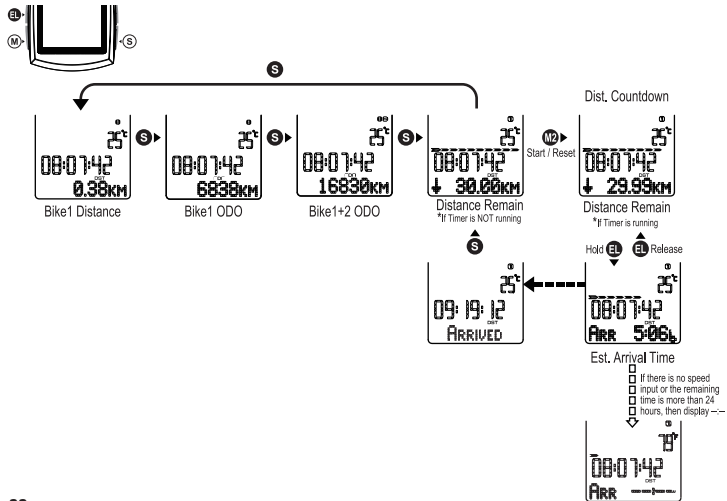 EL
M S
S
Dist. Countdown
25°C
08:07:42
DST
0.38KM
Bike1 Distance
S
25°C
08:07:42
6838KM
Bike1 ODO
S
25°C
08:07:42
16830KM
Bike1+2 ODO
S
25°C
08:07:42
DST
30.00KM
Distance Remain
*If Timer is NOT running
M2
Start / Reset
25°C
08:07:42
DST
29.99KM
Distance Remain
*If Timer is running
S
Hold EL EL Release
25°C
09:19:12
DST
ARRIVED
25°C
08:07:42
DST
ARR 5:06
Est. Arrival Time
If there is no speed
input or the remaining
time is more than 24
hours, then display –:–
79°F
08:07:42
DST
ARR --:--